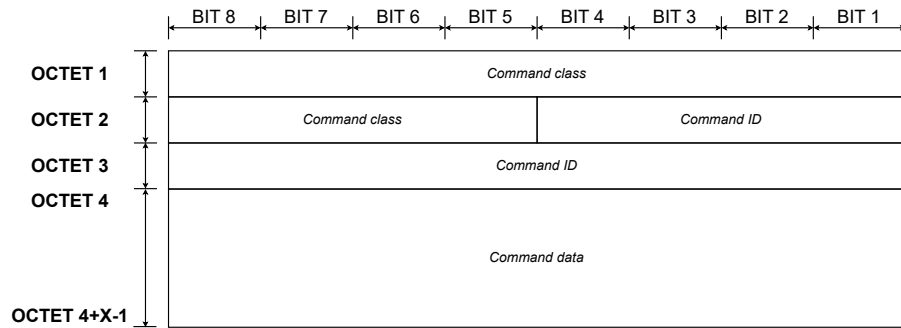 BIT 8 BIT 7 BIT 6 BIT 5 BIT 4 BIT 3 BIT 2 BIT 1
OCTET 1 Command class
OCTET 2 Command class Command ID
OCTET 3 Command ID
OCTET 4
Command data
OCTET 4+X-1